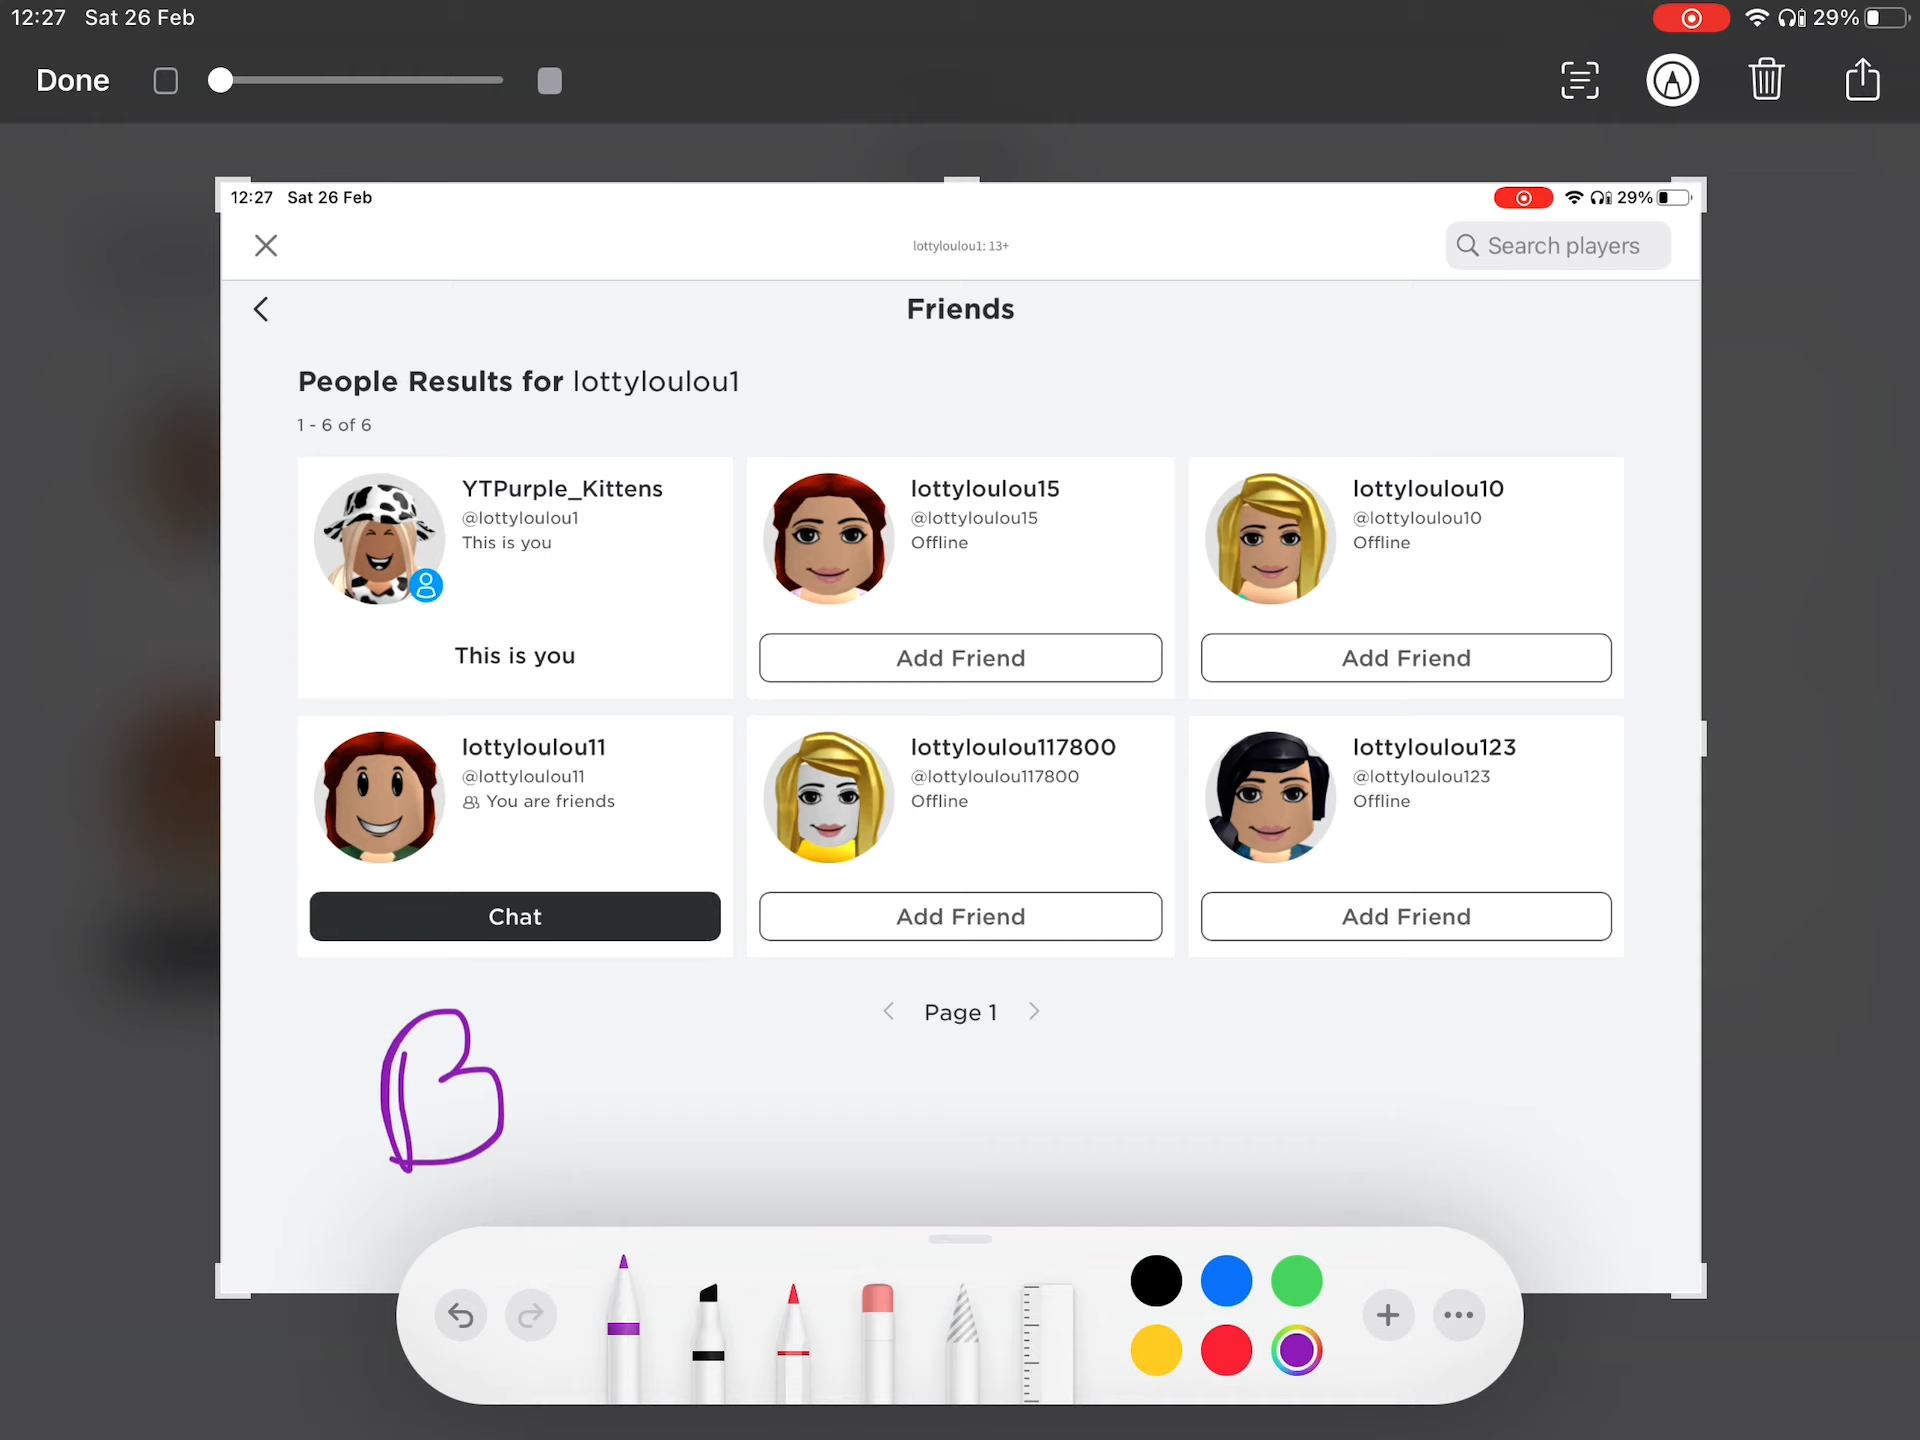 12:27 Sat 26 Feb 29%
Done
12:27 Sat 26 Feb 29%
lottyloulou1: 13+
Search players
Friends
People Results for lottyloulou1
1 - 6 of 6
YTPurple_Kittens
@lottyloulou1
This is you
This is you
lottyloulou15
@lottyloulou15
Offline
Add Friend
lottyloulou10
@lottyloulou10
Offline
Add Friend
lottyloulou11
@lottyloulou11
You are friends
Chat
lottyloulou117800
@lottyloulou117800
Offline
Add Friend
lottyloulou123
@lottyloulou123
Offline
Add Friend
< Page 1 >
B